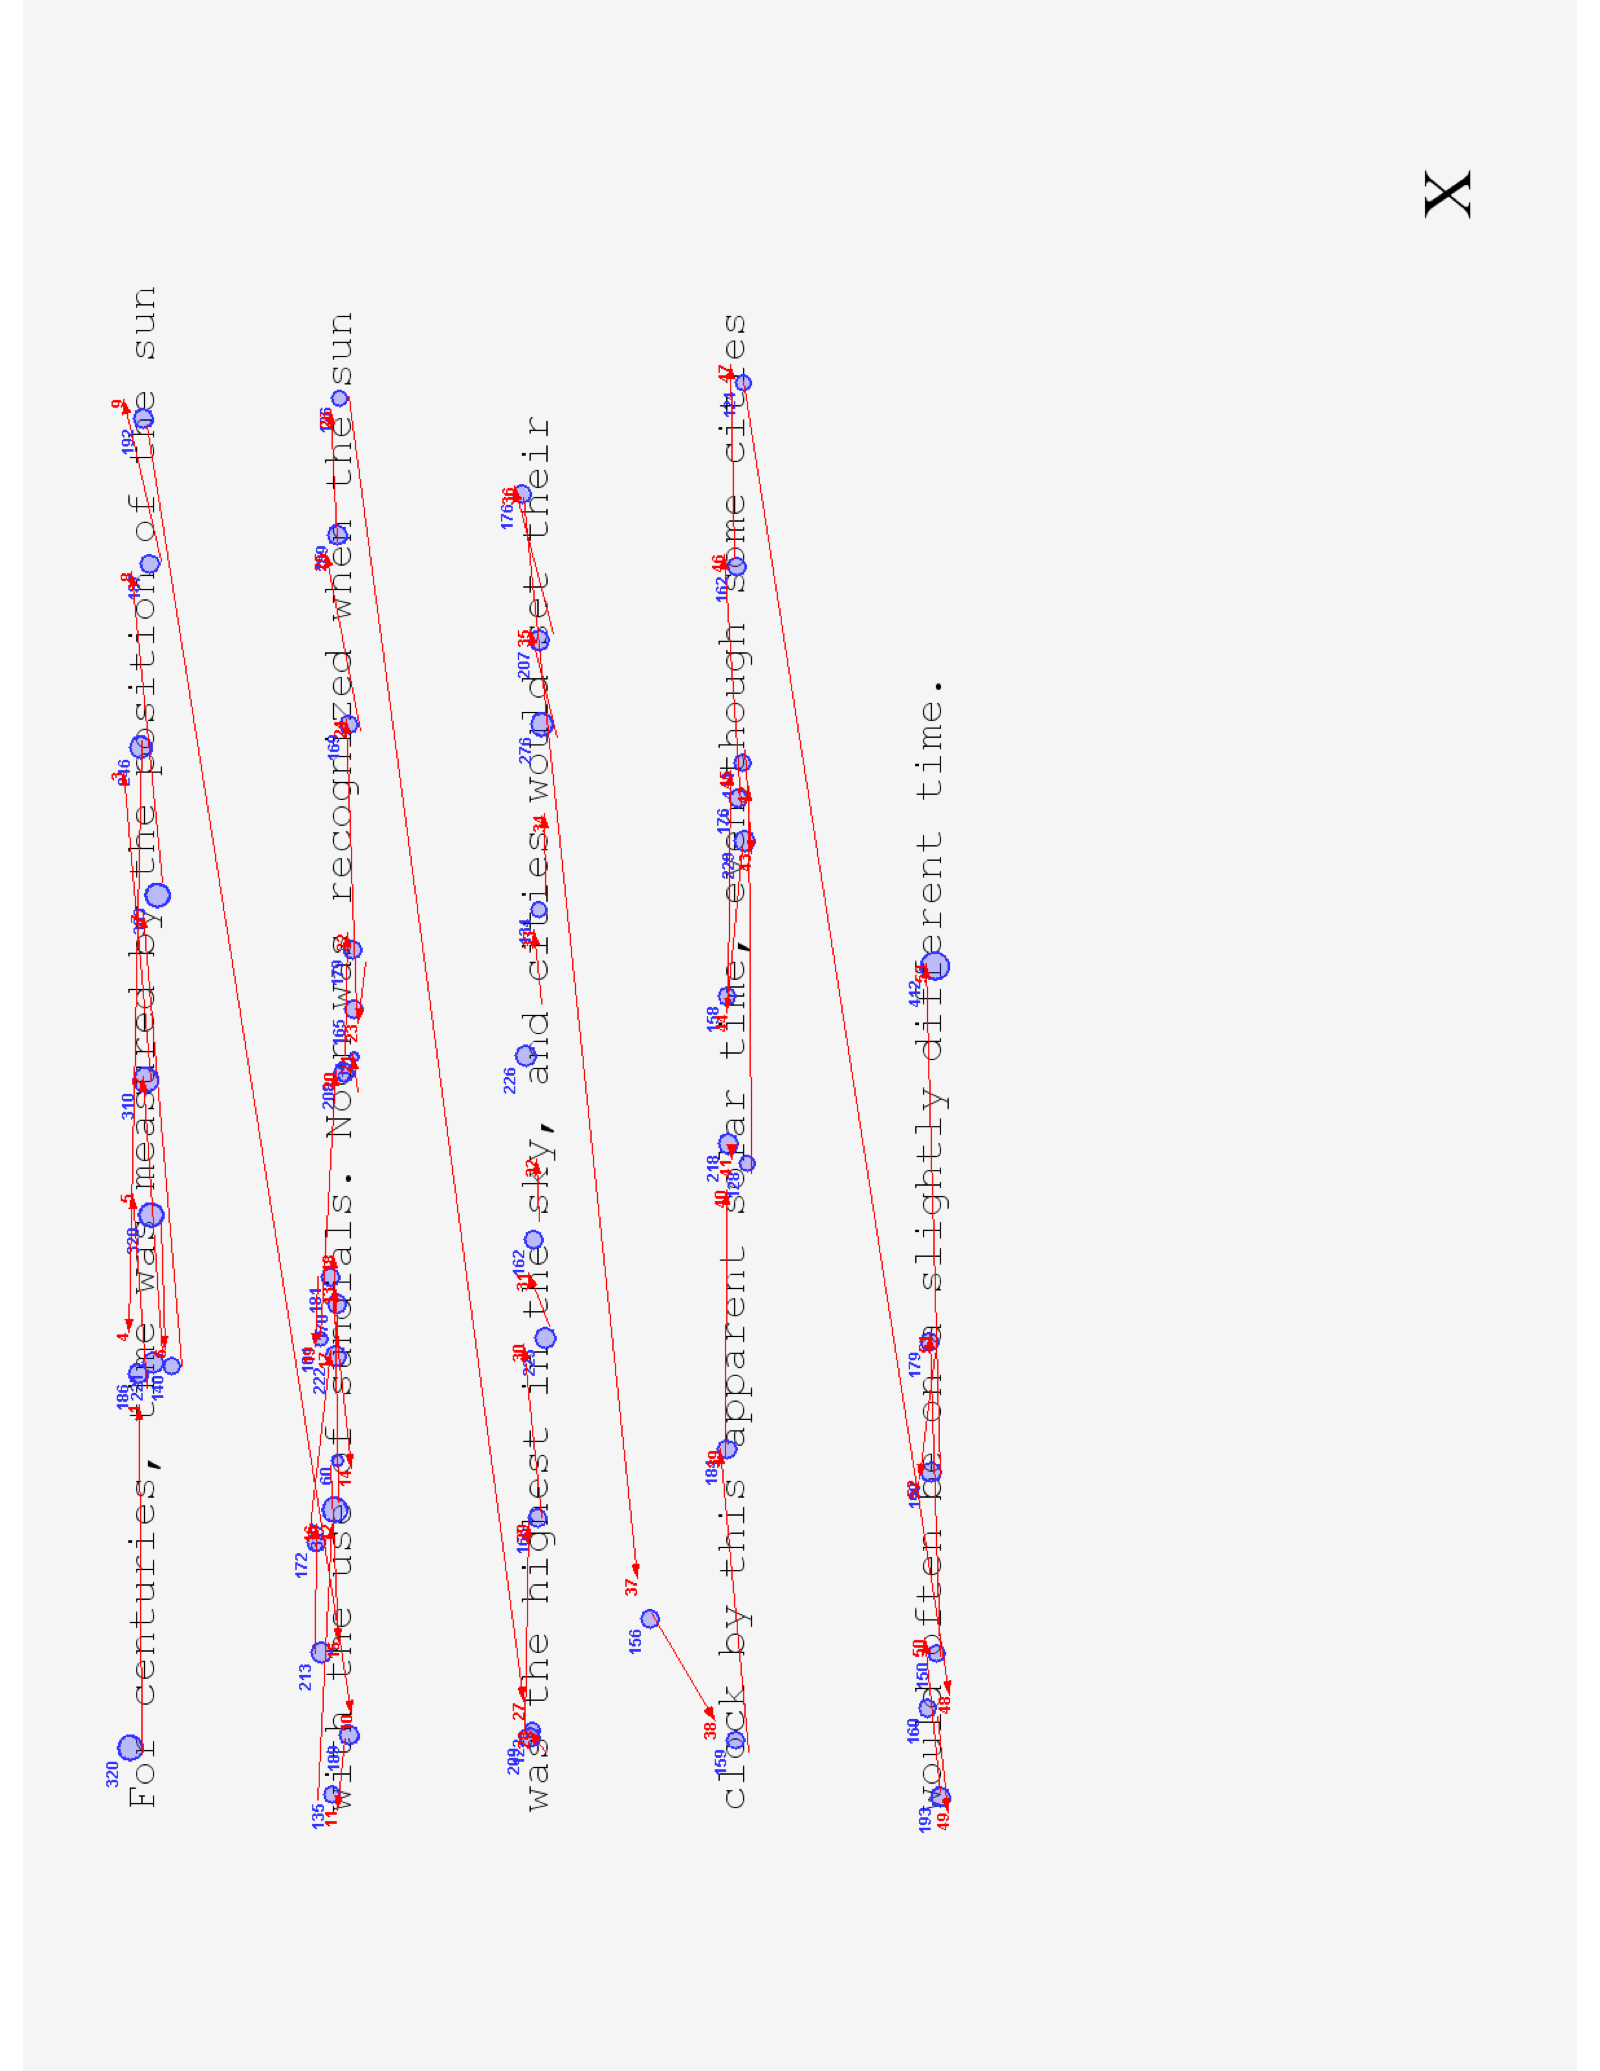 For centuries, time was measured by the position of the sun
with the use of sundials. Noon was recognized when the sun
was the highest in the sky, and cities would set their
clock by this apparent solar time, even though some cities
would often be on a slightly different time.
X